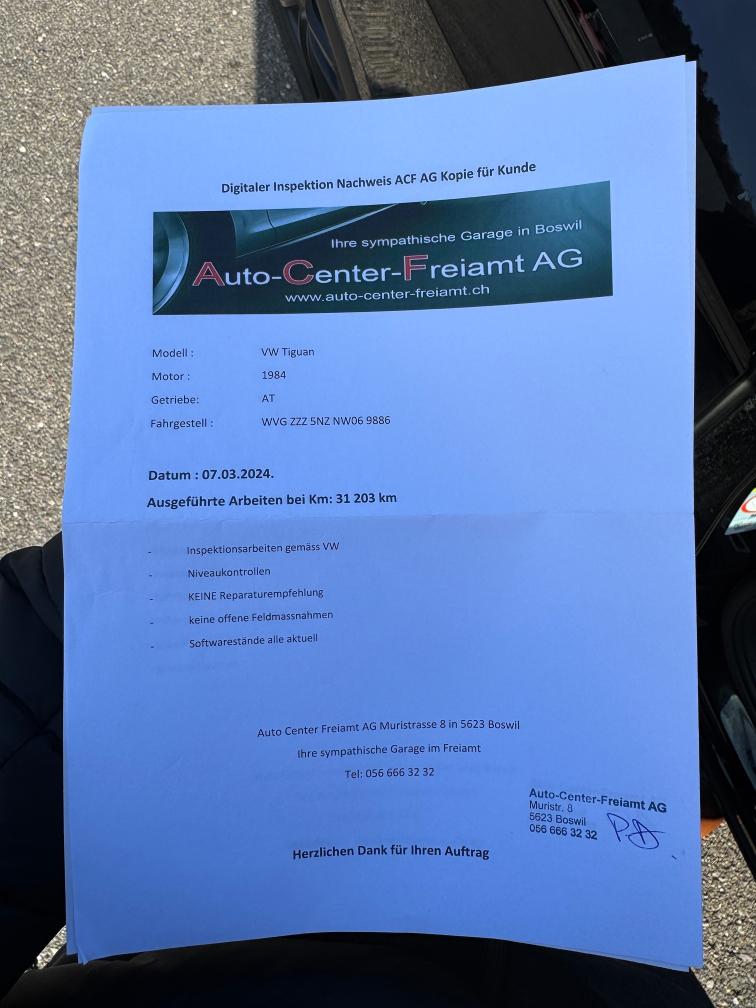 Digitaler Inspektion Nachweis ACF AG Kopie für Kunde
Ihre sympathische Garage in Boswil
Auto-Center-Freiamt AG
www.auto-center-freiamt.ch
Modell : VW Tiguan
Motor : 1984
Getriebe: AT
Fahrgestell : WVG ZZZ 5NZ NW06 9886
Datum : 07.03.2024.
Ausgeführte Arbeiten bei Km: 31 203 km
- Inspektionsarbeiten gemäss VW
- Niveaukontrollen
- KEINE Reparaturempfehlung
- keine offene Feldmassnahmen
- Softwarestände alle aktuell
Auto Center Freiamt AG Muristrasse 8 in 5623 Boswil
Ihre sympathische Garage im Freiamt
Tel: 056 666 32 32
Auto-Center-Freiamt AG
Muristr. 8
5623 Boswil
056 666 32 32
Herzlichen Dank für Ihren Auftrag